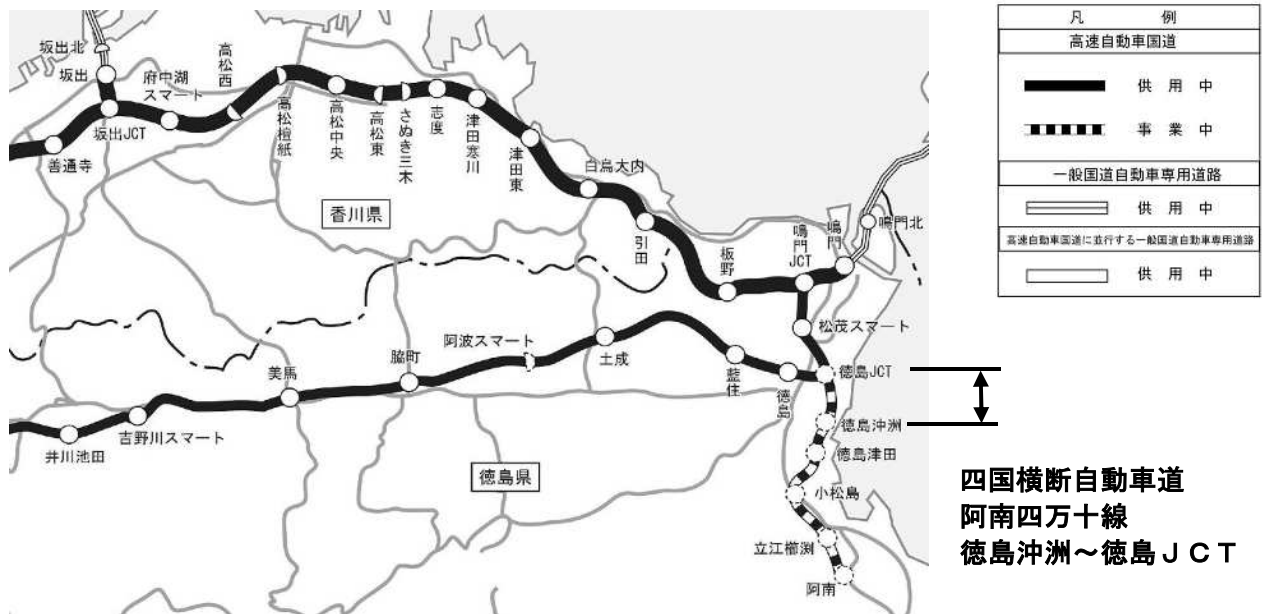 坂出北
坂出
高松西
府中湖
スマート
坂出JCT
善通寺
高松檀紙
高松中央
高松東
さぬき三木
志度
津田寒川
津田東
白鳥大内
引田
板野
鳴門
JCT
鳴門
鳴門北
香川県
松茂スマート
阿波スマート
土成
脇町
美馬
藍住
徳島
徳島JCT
徳島沖洲
徳島津田
小松島
立江櫛渕
阿南
吉野川スマート
井川池田
徳島県
凡例
高速自動車国道
供用中
事業中
一般国道自動車専用道路
供用中
高速自動車国道に並行する一般国道自動車専用道路
供用中
四国横断自動車道
阿南四万十線
徳島沖洲～徳島ＪＣＴ